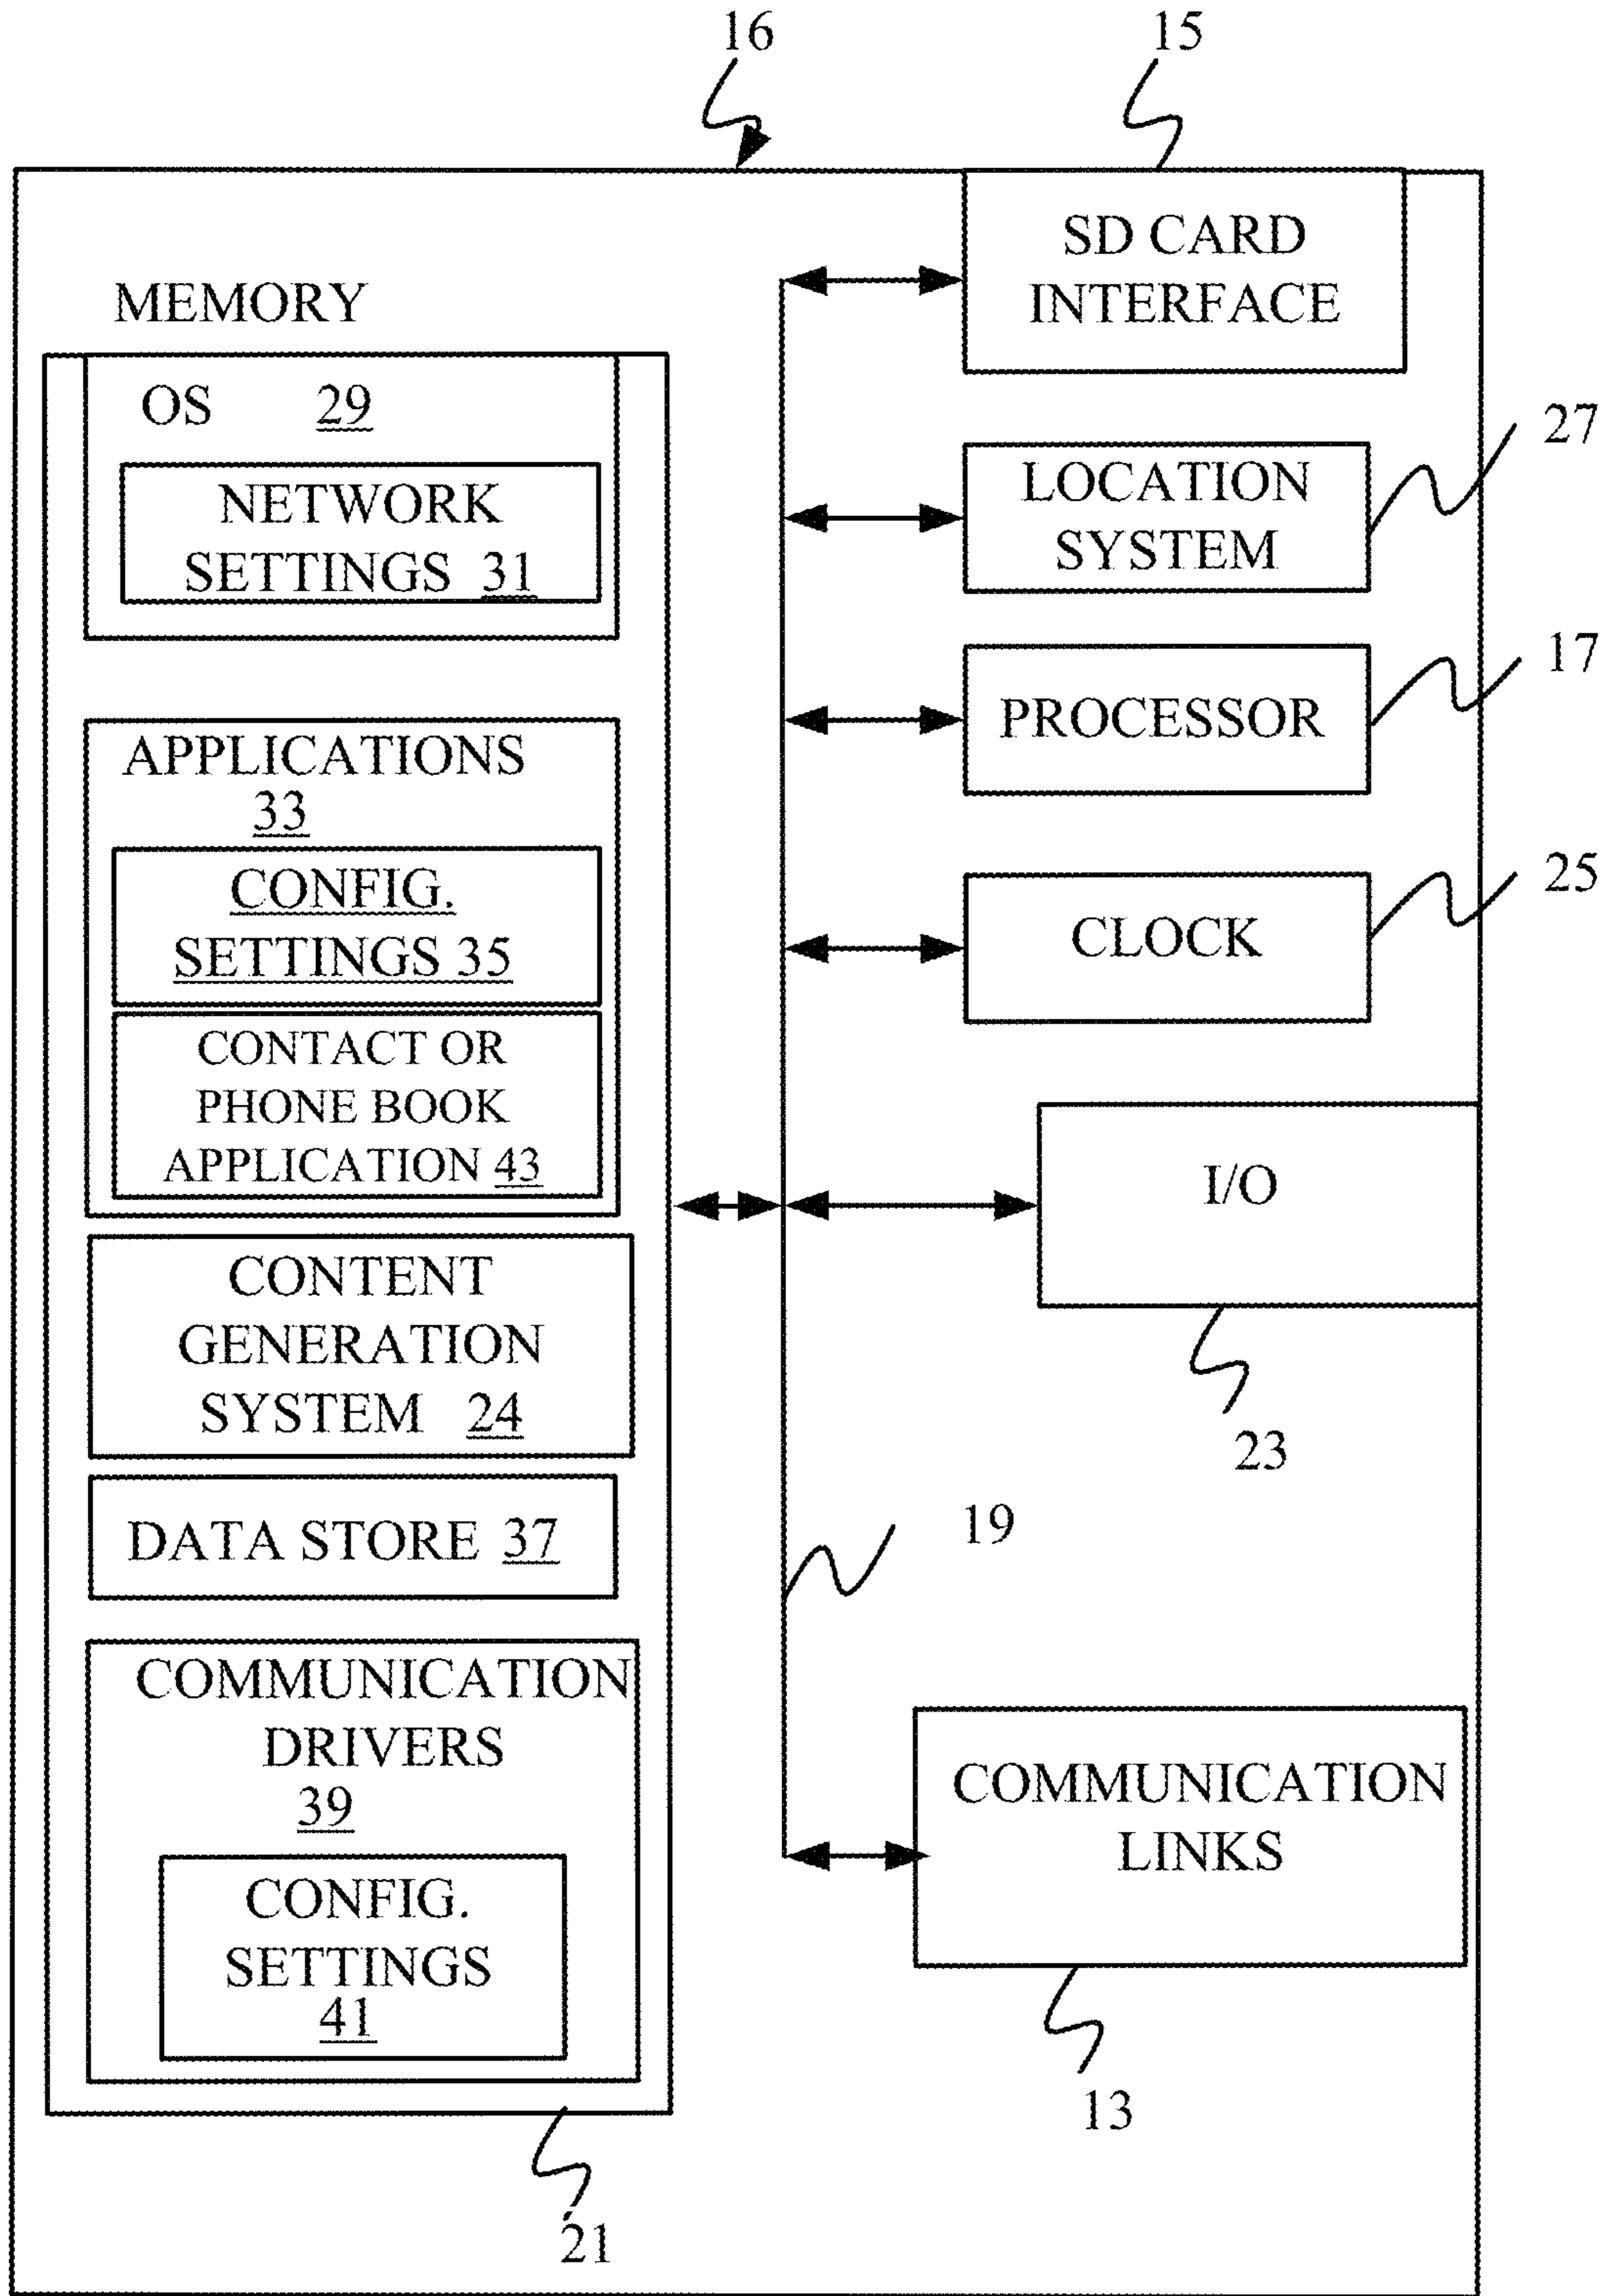 16
15
SD CARD
INTERFACE
MEMORY
OS 29
NETWORK
SETTINGS 31
27
LOCATION
SYSTEM
17
PROCESSOR
APPLICATIONS
33
CONFIG.
SETTINGS 35
25
CLOCK
CONTACT OR
PHONE BOOK
APPLICATION 43
I/O
23
CONTENT
GENERATION
SYSTEM 24
19
DATA STORE 37
COMMUNICATION
DRIVERS
39
CONFIG.
SETTINGS
41
COMMUNICATION
LINKS
13
21